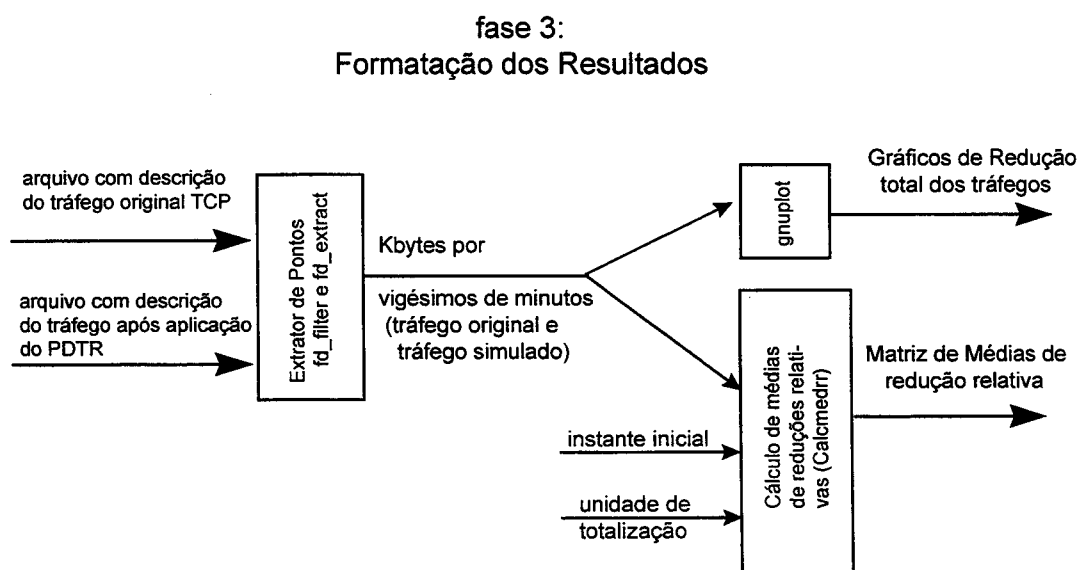 fase 3:
Formatação dos Resultados
arquivo com descrição
do tráfego original TCP
arquivo com descrição
do tráfego após aplicação
do PDTR
Extrator de Pontos
fd_filter e fd_extract
Kbytes por
vigésimos de minutos
(tráfego original e
tráfego simulado)
gnuplot
Gráficos de Redução
total dos tráfegos
instante inicial
unidade de
totalização
Cálculo de médias
de reduções relati-
vas (Calcmedrr)
Matriz de Médias de
redução relativa